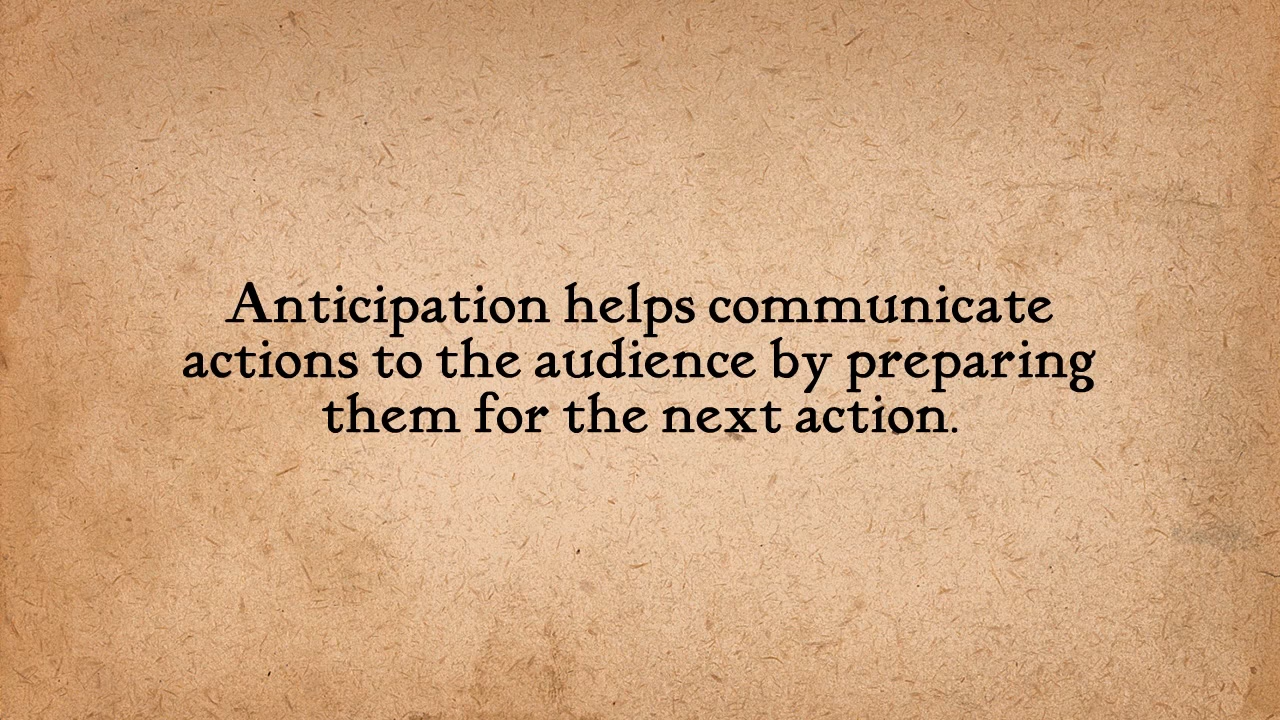 Anticipation helps communicate
actions to the audience by preparing
them for the next action.